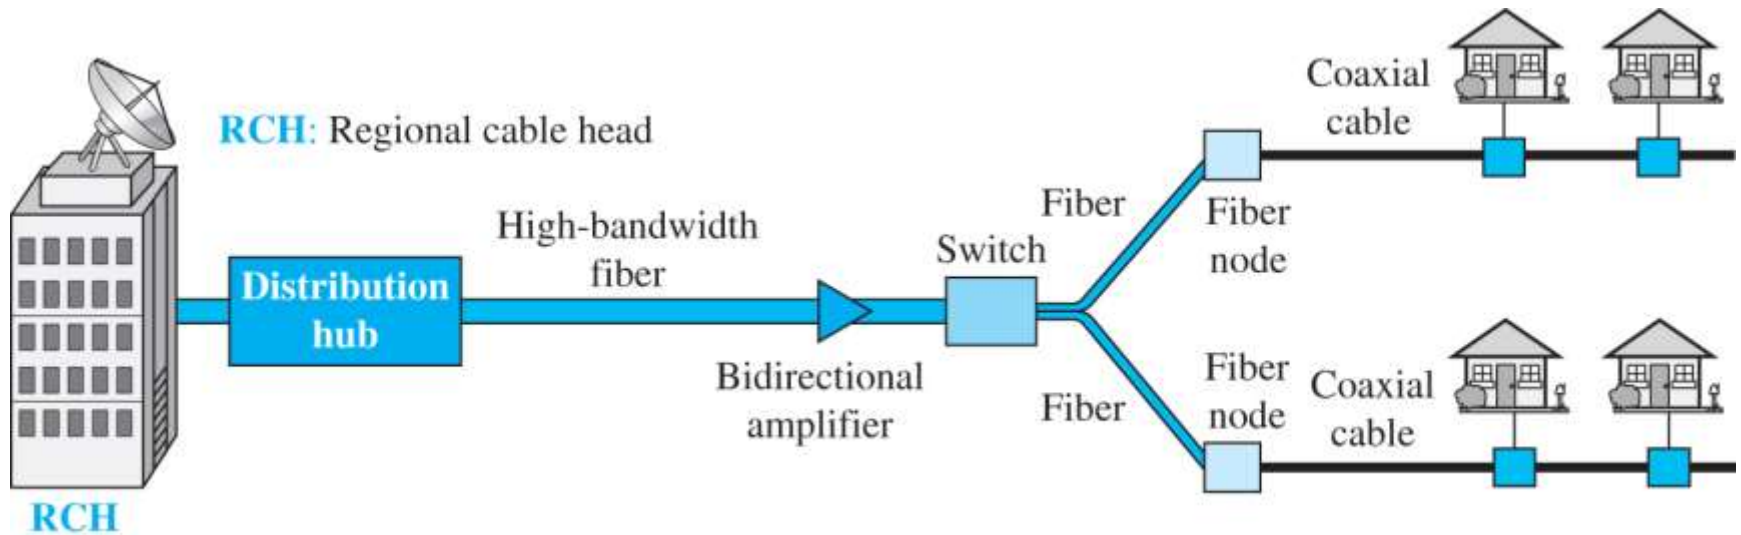 RCH: Regional cable head
RCH
Distribution
hub
High-bandwidth
fiber
Bidirectional
amplifier
Switch
Fiber
Fiber
node
Coaxial
cable
Fiber
Fiber
node
Coaxial
cable